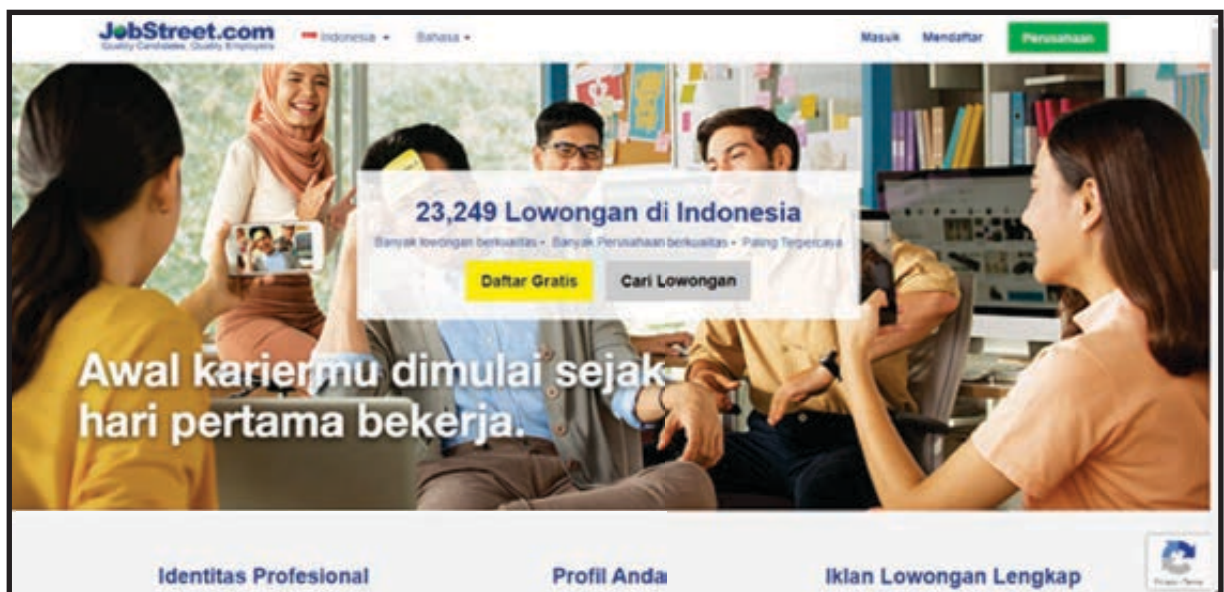 JobStreet.com
Quality Candidates, Quality Employers
Indonesia
Bahasa
Masuk
Mendaftar
Perusahaan
23,249 Lowongan di Indonesia
Banyak lowongan berkualitas • Banyak Perusahaan berkualitas • Paling Terpercaya
Daftar Gratis
Cari Lowongan
Awal kariermu dimulai sejak
hari pertama bekerja.
Identitas Profesional
Profil Anda
Iklan Lowongan Lengkap